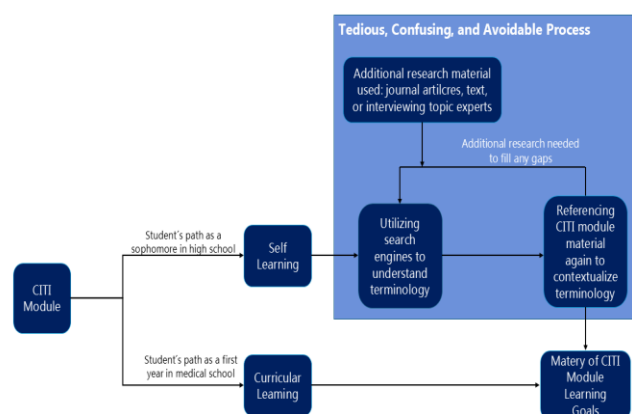 Tedious, Confusing, and Avoidable Process
Additional research material
used: journal artilcres, text,
or interviewing topic experts
Additional research needed
to fill any gaps
Student´s path as a
sophomore in high school
Self
Learning
Utilizing
search
engines to
understand
terminology
Referencing
CITI module
material
again to
contextualize
terminology
CITI
Module
Student´s path as a first
year in medical school
Curricular
Learning
Matery of CITI
Module
Learning
Goals